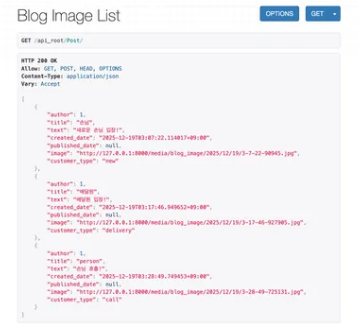 Blog Image List
OPTIONS
GET
GET /api_root/Post/
HTTP 200 OK
Allow: GET, POST, HEAD, OPTIONS
Content-Type: application/json
Vary: Accept
[
{
"author": 1,
"title": "손님",
"text": "새로운 손님 입장!",
"created_date": "2025-12-19T03:07:22.114017+09:00",
"published_date": null,
"image": "http://127.0.0.1:8000/media/blog_image/2025/12/19/3-7-22-90945.jpg",
"customer_type": "new"
},
{
"author": 1,
"title": "배달원",
"text": "배달원 입장!",
"created_date": "2025-12-19T03:17:46.949652+09:00",
"published_date": null,
"image": "http://127.0.0.1:8000/media/blog_image/2025/12/19/3-17-46-927905.jpg",
"customer_type": "delivery"
},
{
"author": 1,
"title": "person",
"text": "손님 호출!",
"created_date": "2025-12-19T03:28:49.749453+09:00",
"published_date": null,
"image": "http://127.0.0.1:8000/media/blog_image/2025/12/19/3-28-49-725131.jpg",
"customer_type": "call"
}
]